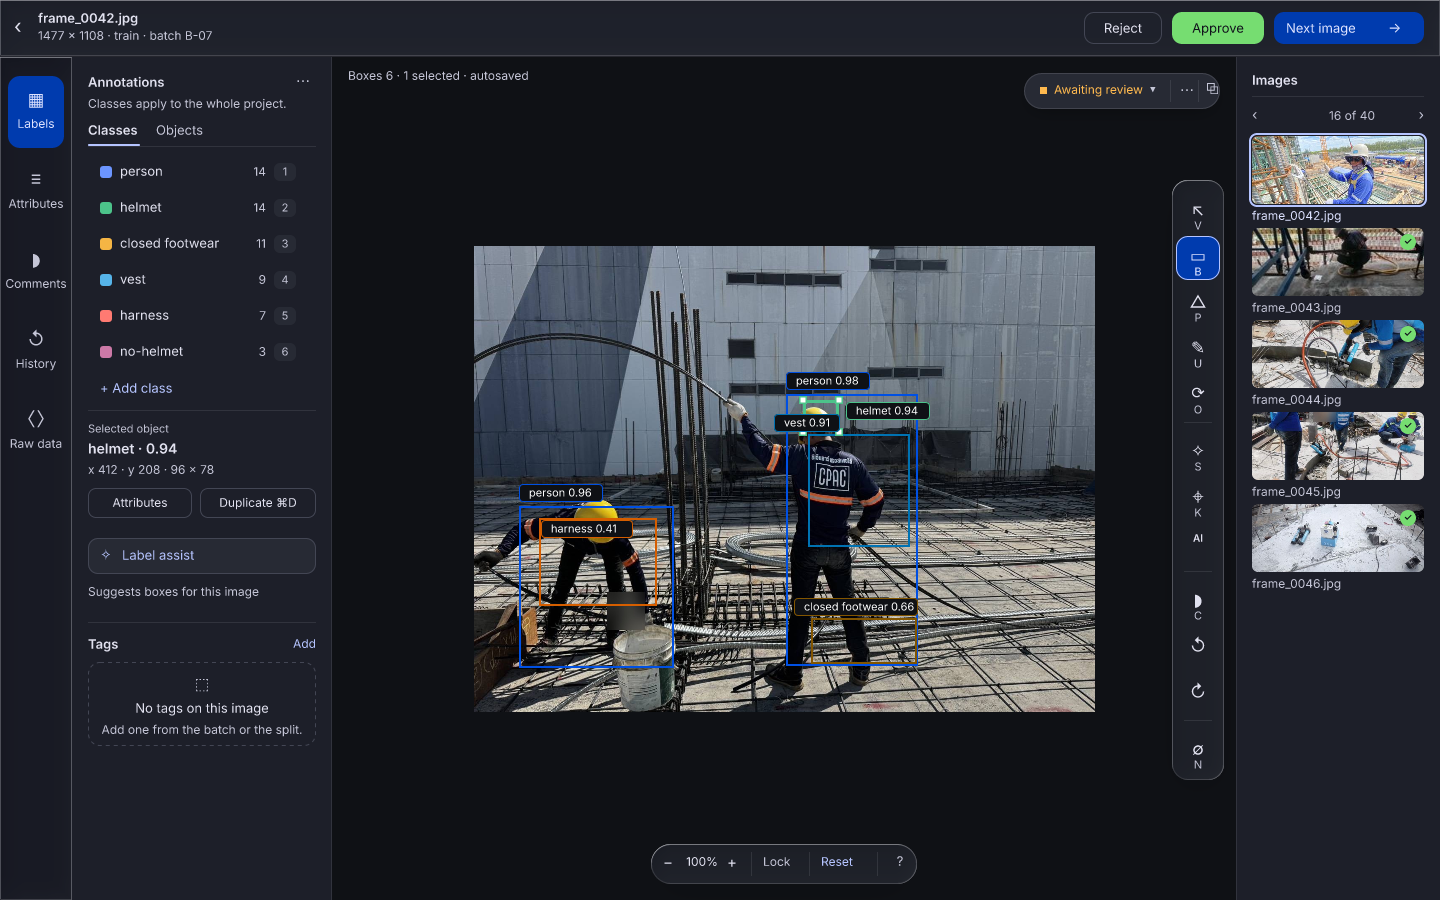 frame_0042.jpg
1477 × 1108 · train · batch B-07
Reject
Approve
Next image →
Labels
Attributes
Comments
History
Raw data
Annotations
Classes apply to the whole project.
Classes Objects
person 14 1
helmet 14 2
closed footwear 11 3
vest 9 4
harness 7 5
no-helmet 3 6
+ Add class
Selected object
helmet · 0.94
x 412 · y 208 · 96 × 78
Attributes
Duplicate ⌘D
Label assist
Suggests boxes for this image
Tags Add
No tags on this image
Add one from the batch or the split.
Boxes 6 · 1 selected · autosaved
Awaiting review
person 0.98
helmet 0.94
vest 0.91
CPAC
person 0.96
harness 0.41
closed footwear 0.66
− 100% +
Lock
Reset
?
V
B
P
U
O
S
K
AI
C
N
Images
16 of 40
frame_0042.jpg
frame_0043.jpg
frame_0044.jpg
frame_0045.jpg
frame_0046.jpg